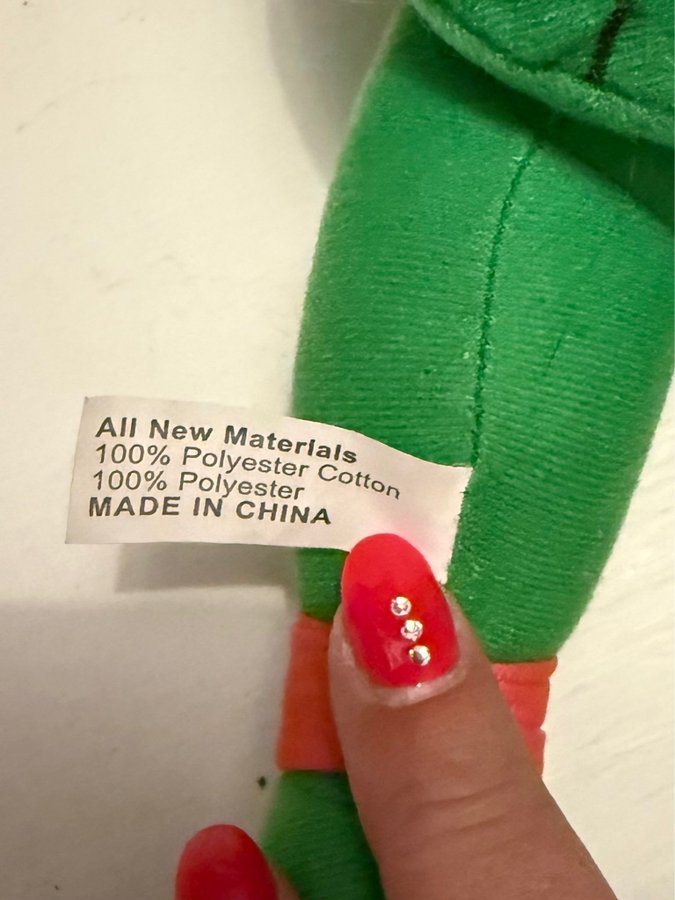 All New Materials
100% Polyester Cotton
100% Polyester
MADE IN CHINA